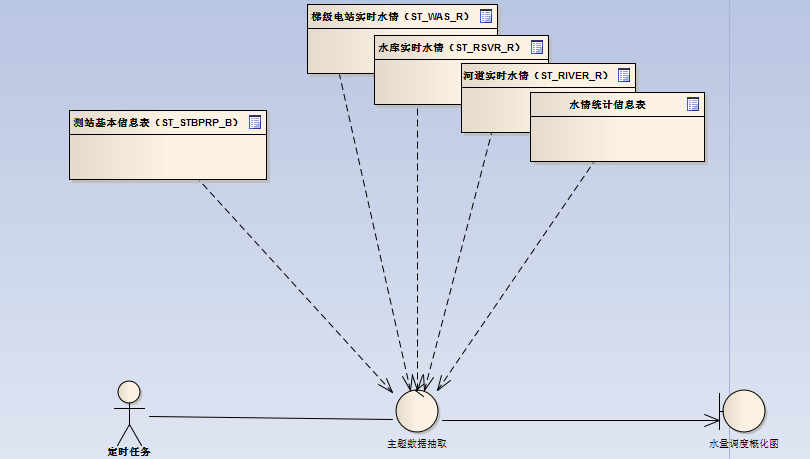 梯级电站实时水情（ST_WAS_R）
水库实时水情（ST_RSVR_R）
河道实时水情（ST_RIVER_R）
水情统计信息表
测站基本信息表（ST_STBPRP_B）
定时任务
主题数据抽取
水量调度概化图